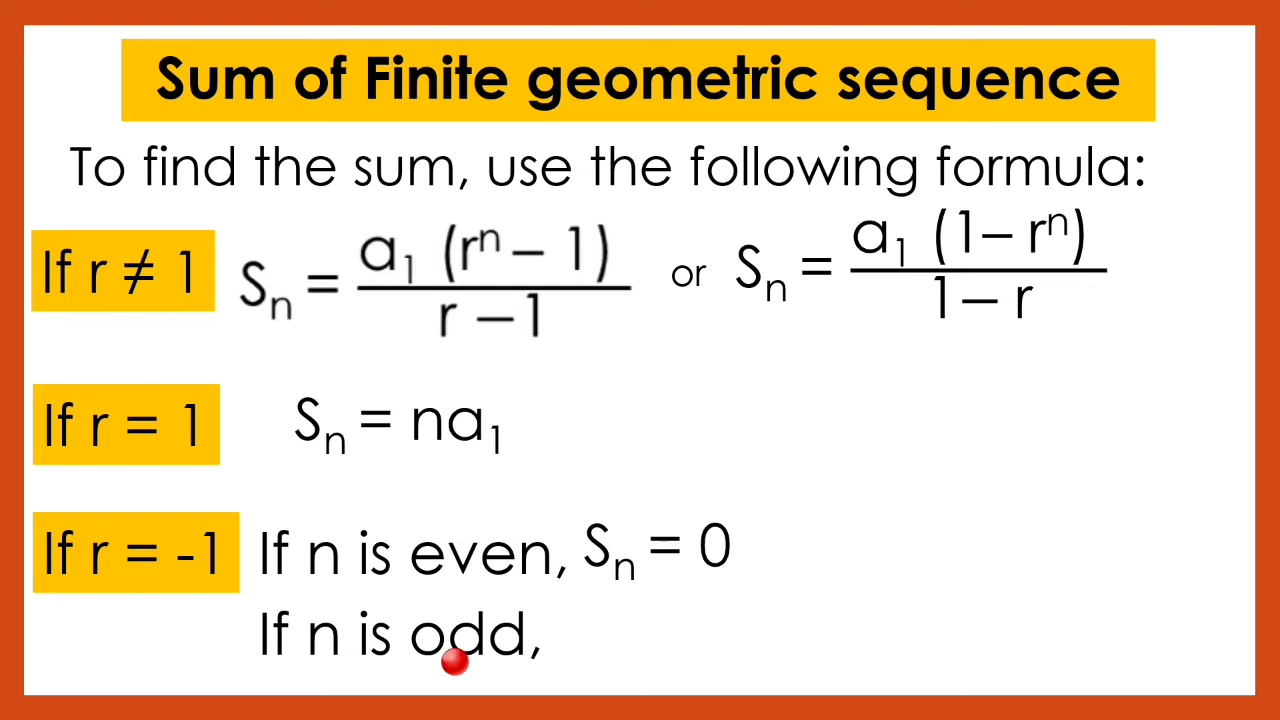 Sum of Finite geometric sequence
To find the sum, use the following formula:
If r ≠ 1 Sₙ = a₁ (rⁿ – 1) / r – 1 or Sₙ = a₁ (1 – rⁿ) / 1 – r
If r = 1 Sₙ = na₁
If r = -1 If n is even, Sₙ = 0
If n is odd,